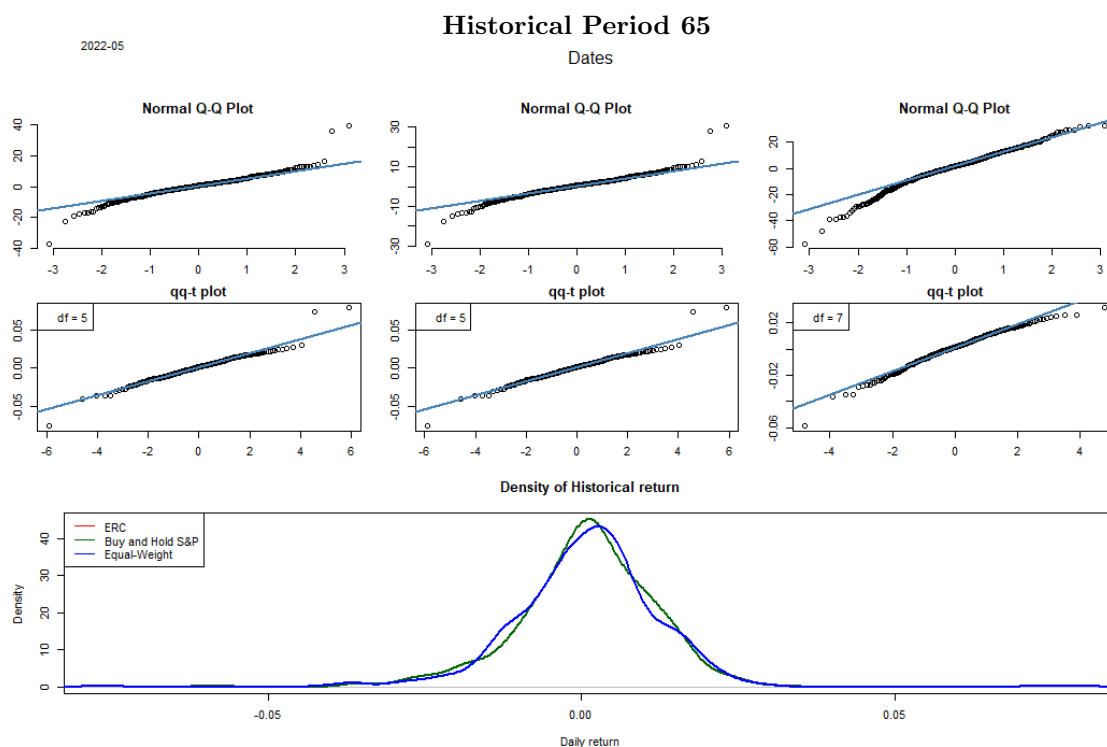 Historical Period 65
2022-05
Dates
Normal Q-Q Plot Normal Q-Q Plot Normal Q-Q Plot
40
20
0
-20
-40
-3 -2 -1 0 1 2 3
30
10
-10
-30
-3 -2 -1 0 1 2 3
20
0
-20
-40
-60
-3 -2 -1 0 1 2 3
qq-t plot qq-t plot qq-t plot
df = 5
0.05
0.00
-0.05
-6 -4 -2 0 2 4 6
df = 5
0.05
0.00
-0.05
-6 -4 -2 0 2 4 6
df = 7
0.02
-0.02
-0.06
-4 -2 0 2 4
Density of Historical return
ERC
Buy and Hold S&P
Equal-Weight
Density
40
30
20
10
0
-0.05 0.00 0.05
Daily return